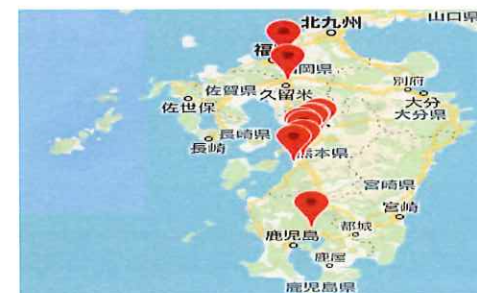 山口県
北九州
福
岡県
佐賀県
久留米
別府
佐世保
大分
大分県
長崎県
長崎
熊本県
宮崎県
宮崎
都城
鹿児島
鹿屋
鹿児島県